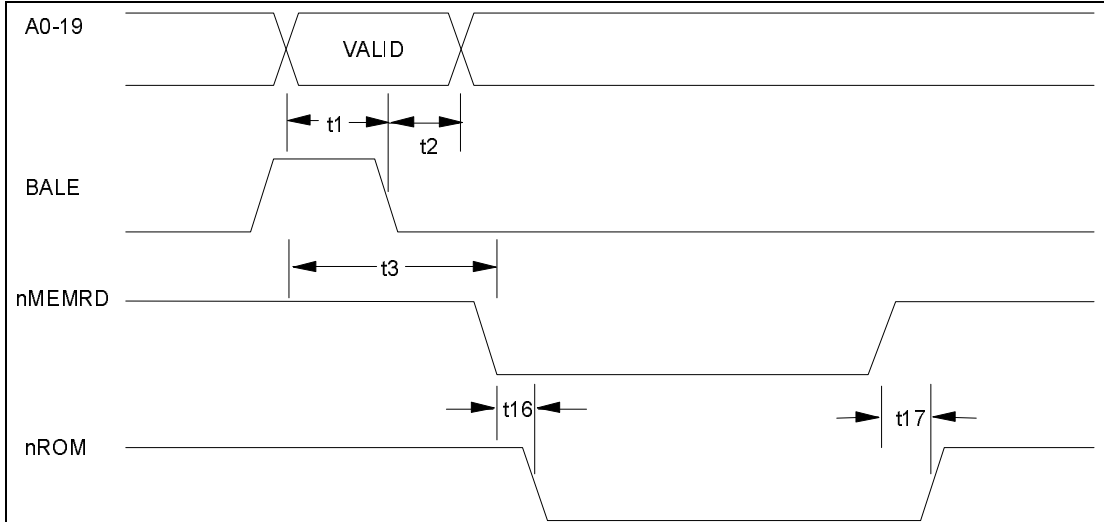 A0-19
VALID
t1
t2
BALE
t3
nMEMRD
t16
t17
nROM